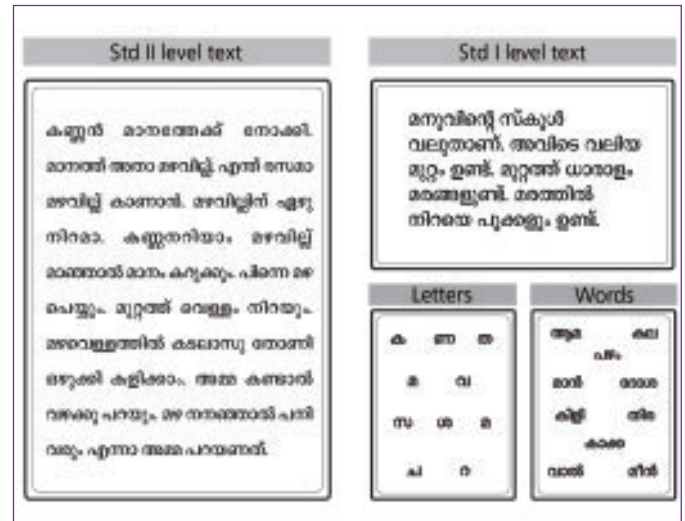 Std II level text
കണ്ണൻ മാനത്തേക്ക് നോക്കി.
മാനത്ത് അതാ മഴവില്ല്. എന്ത് രസമാ
മഴവില്ല് കാണാൻ. മഴവില്ലിന് ഏഴു
നിറമാ. കണ്ണനറിയാം മഴവില്ല്
മാഞ്ഞാൽ മാനം കറുക്കും. പിന്നെ മഴ
പെയ്യും. മുറ്റത്ത് വെള്ളം നിറയും.
മഴവെള്ളത്തിൽ കടലാസു തോണി
ഒഴുക്കി കളിക്കാം. അമ്മ കണ്ടാൽ
വഴക്കു പറയും. മഴ നനഞ്ഞാൽ പനി
വരും എന്നാ അമ്മ പറയണത്.
Std I level text
മനുവിന്റെ സ്കൂൾ
വലുതാണ്. അവിടെ വലിയ
മുറ്റം ഉണ്ട്. മുറ്റത്ത് ധാരാളം
മരങ്ങളുണ്ട്. മരത്തിൽ
നിറയെ പൂക്കളും ഉണ്ട്.
Letters
ക ണ ത
മ വ
സ ശ മ
ച റ
Words
ആമ കല
പഴം
മാൻ ദോശ
കിളി തിര
കാക്ക
വാൽ മീൻ